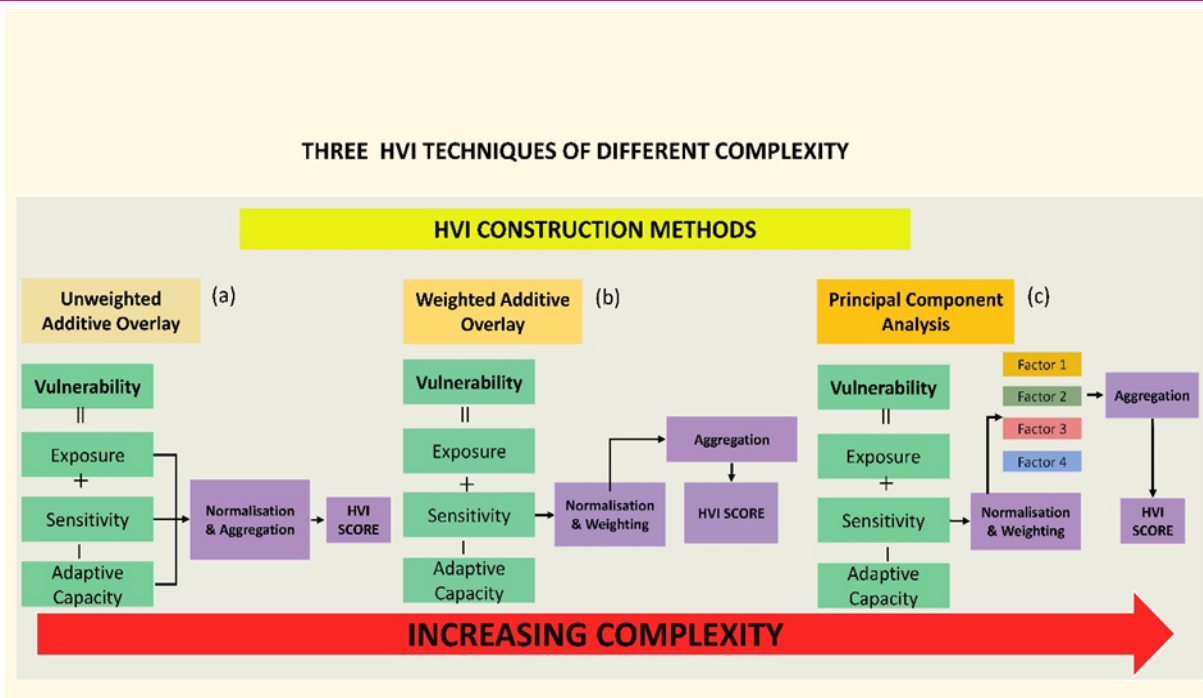 THREE HVI TECHNIQUES OF DIFFERENT COMPLEXITY
HVI CONSTRUCTION METHODS
Unweighted
Additive Overlay
(a)
Vulnerability
=
Exposure
+
Sensitivity
–
Adaptive
Capacity
Normalisation
& Aggregation
HVI
SCORE
Weighted Additive
Overlay
(b)
Vulnerability
=
Exposure
+
Sensitivity
–
Adaptive
Capacity
Normalisation
& Weighting
Aggregation
HVI SCORE
Principal Component
Analysis
(c)
Vulnerability
=
Exposure
+
Sensitivity
–
Adaptive
Capacity
Normalisation
& Weighting
Factor 1
Factor 2
Factor 3
Factor 4
Aggregation
HVI
SCORE
INCREASING COMPLEXITY